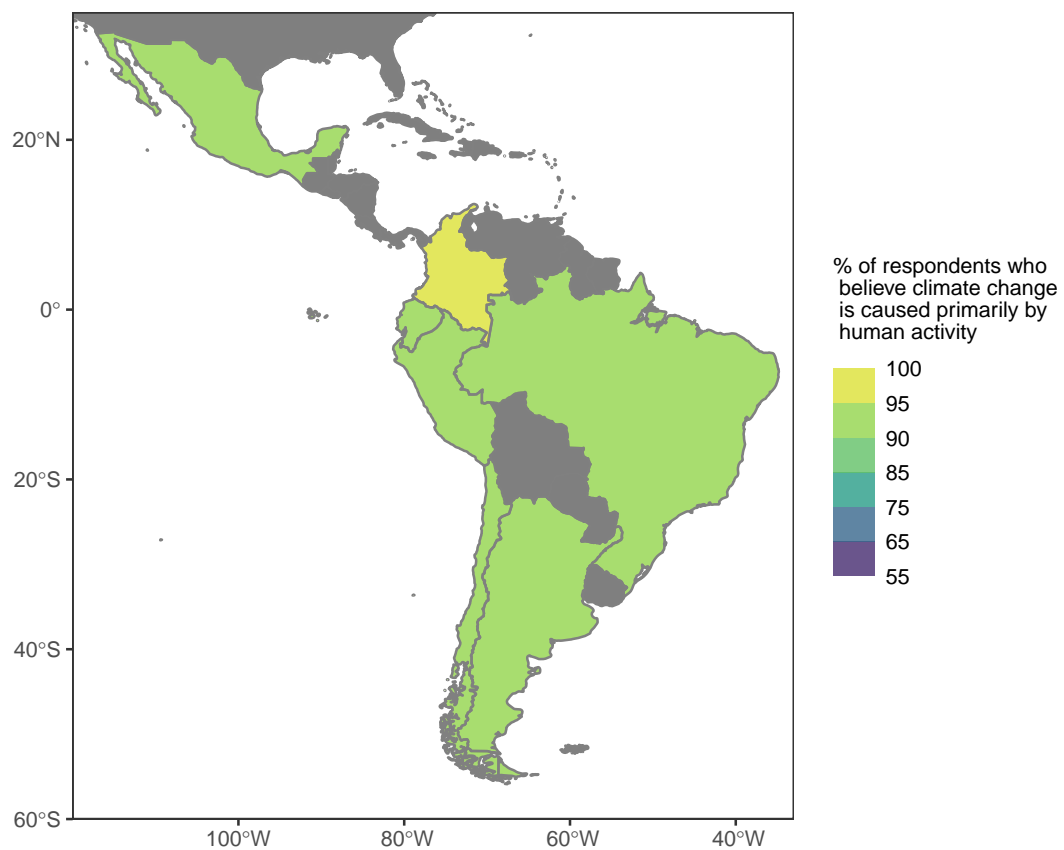 20°N
0°
20°S
40°S
60°S
100°W
80°W
60°W
40°W
% of respondents who
believe climate change
is caused primarily by
human activity
100
95
90
85
75
65
55